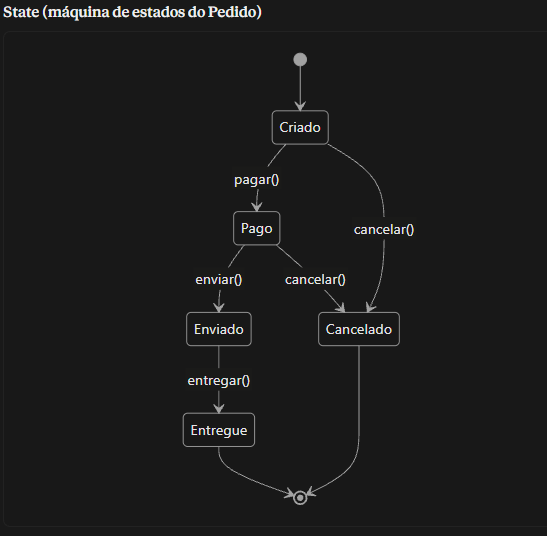 State (máquina de estados do Pedido)
Criado
pagar()
Pago
cancelar()
enviar()
cancelar()
Enviado
Cancelado
entregar()
Entregue